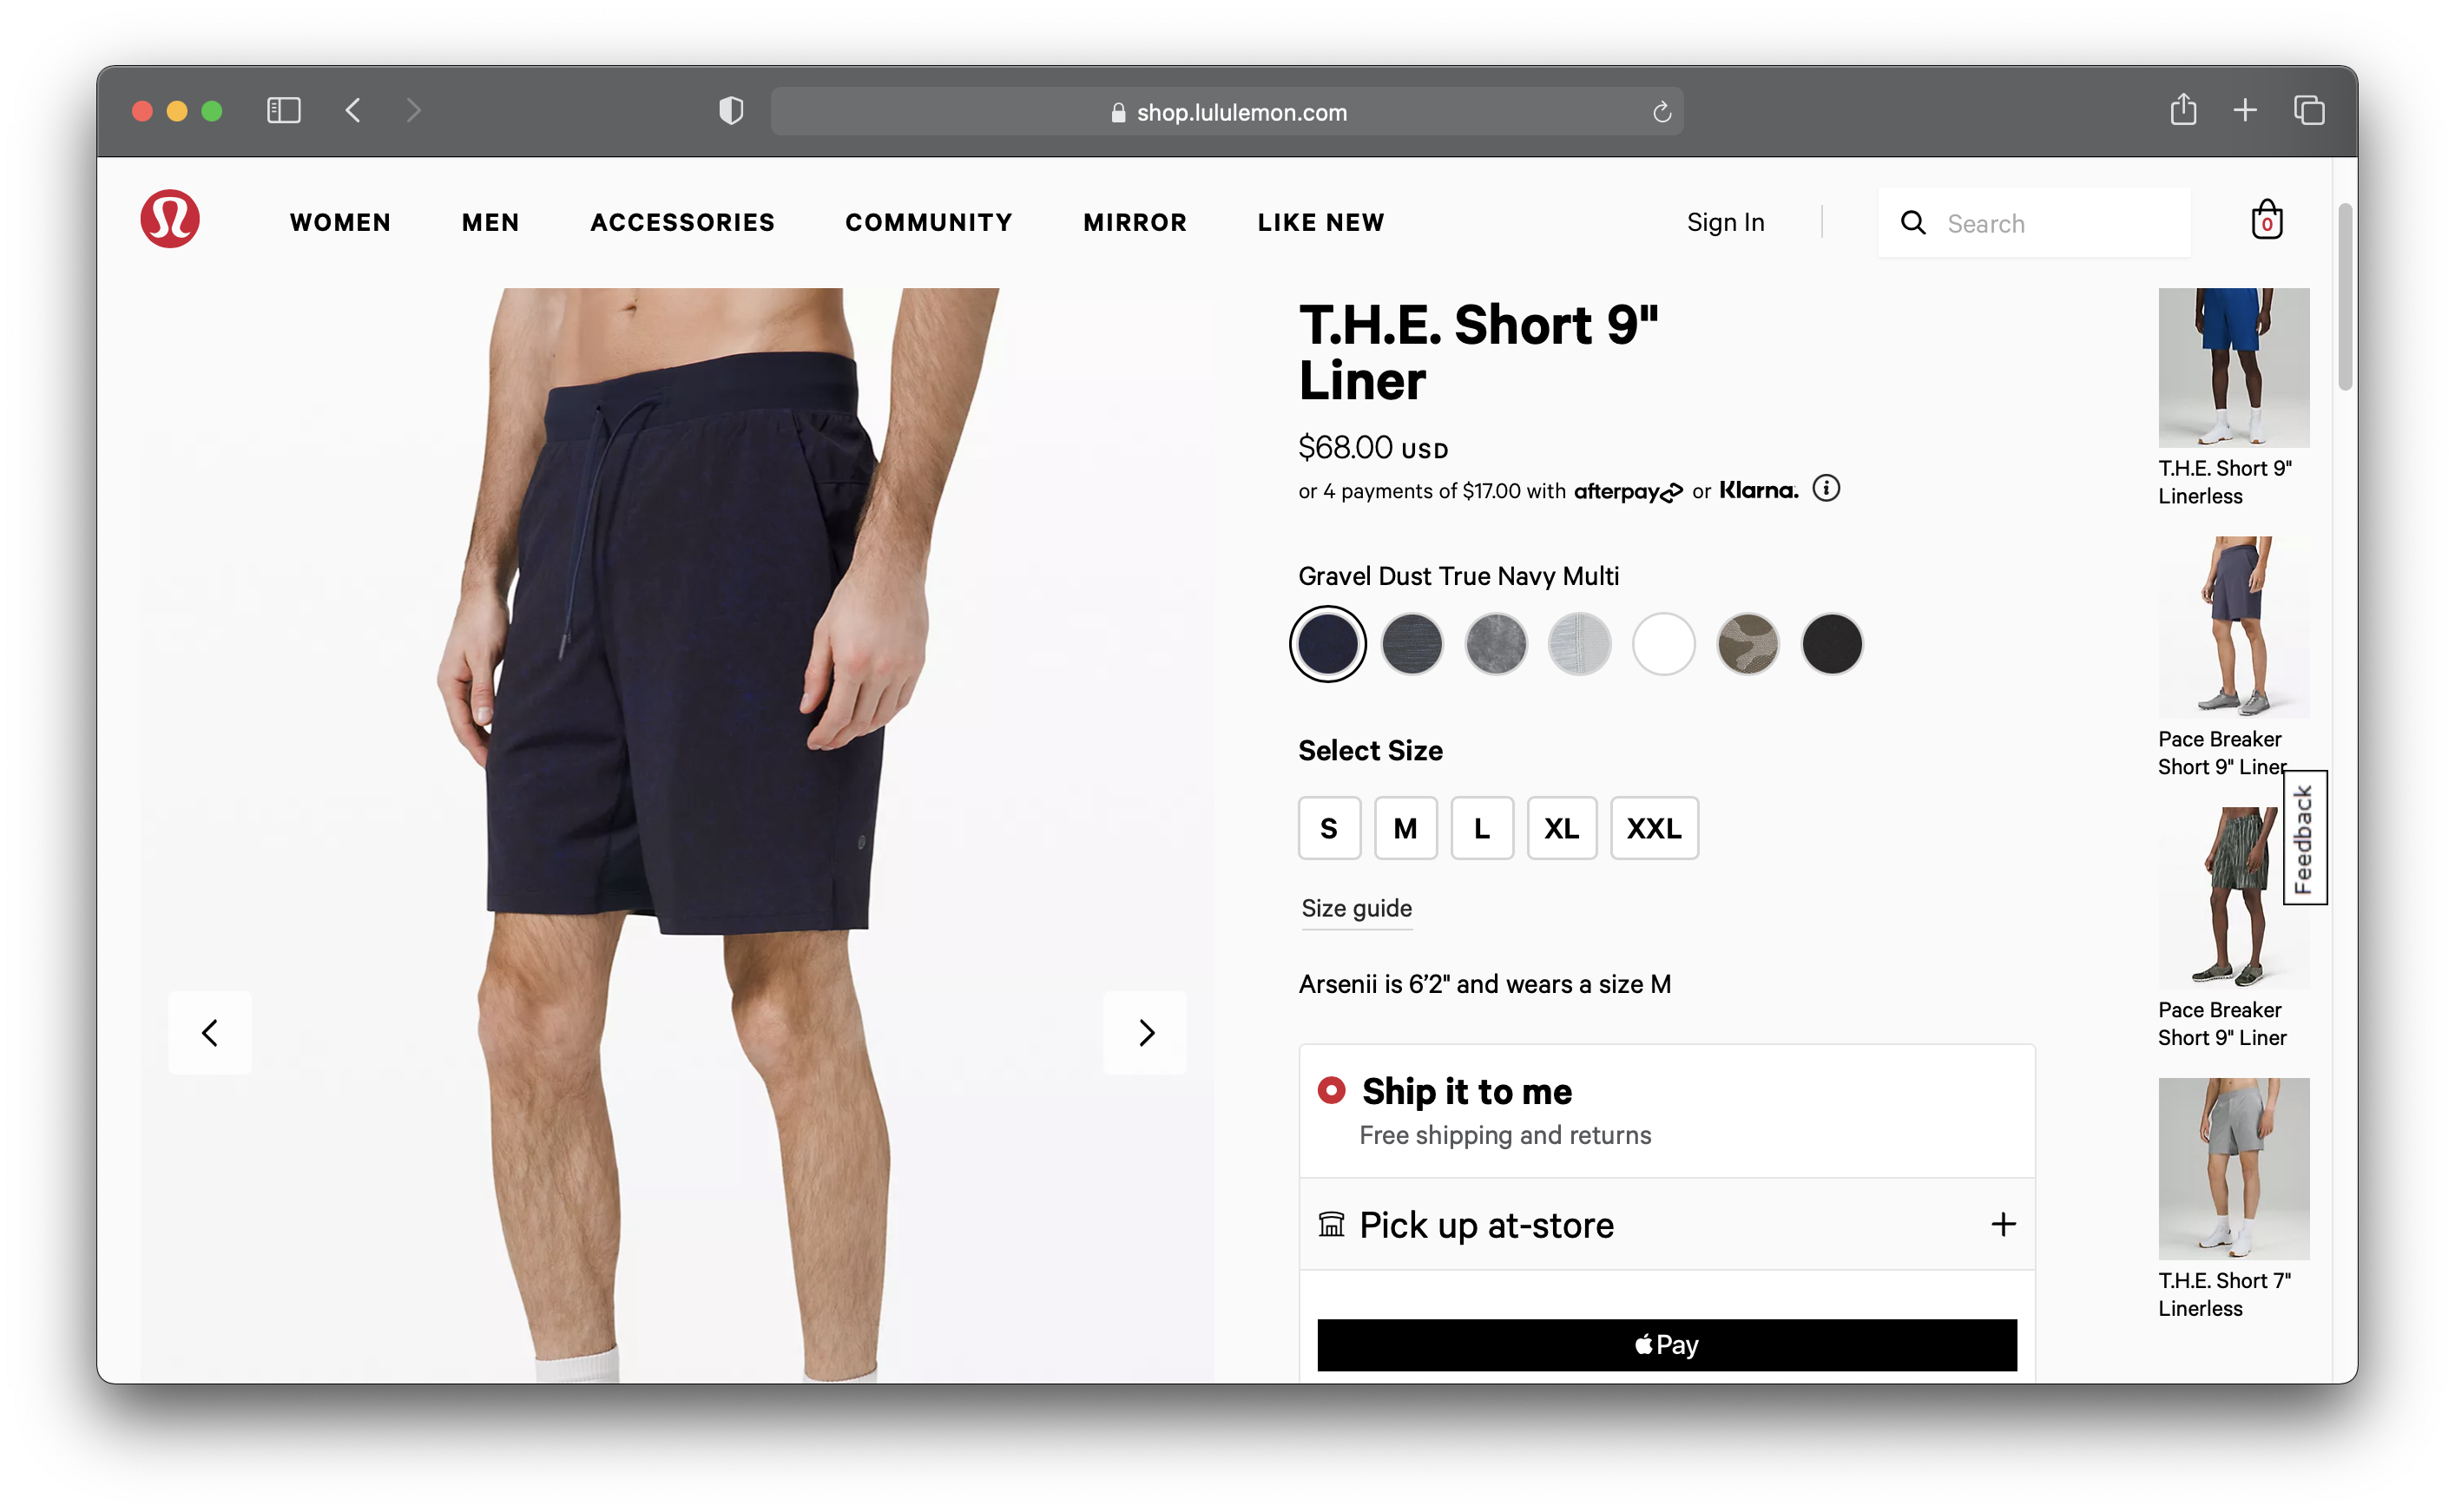 shop.lululemon.com
WOMEN MEN ACCESSORIES COMMUNITY MIRROR LIKE NEW Sign In Search 0
T.H.E. Short 9"
Liner
$68.00 USD
or 4 payments of $17.00 with afterpay or Klarna.
Gravel Dust True Navy Multi
Select Size
S M L XL XXL
Size guide
Arsenii is 6’2" and wears a size M
Ship it to me
Free shipping and returns
Pick up at-store
Pay
T.H.E. Short 9"
Linerless
Pace Breaker
Short 9" Liner
Feedback
Pace Breaker
Short 9" Liner
T.H.E. Short 7"
Linerless